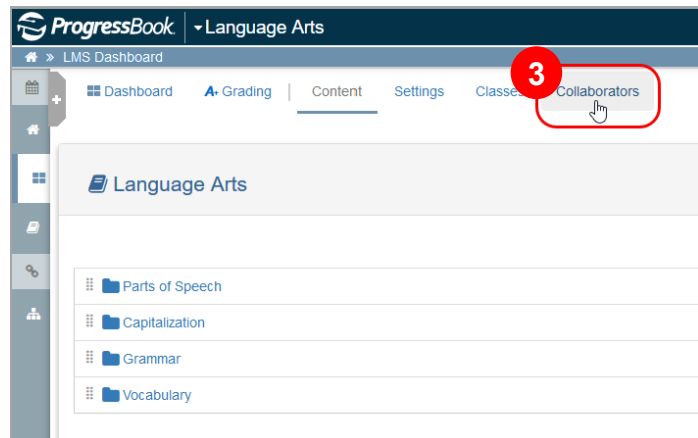 ProgressBook Language Arts
LMS Dashboard
3
Dashboard A+ Grading | Content Settings Classes Collaborators
Language Arts
Parts of Speech
Capitalization
Grammar
Vocabulary